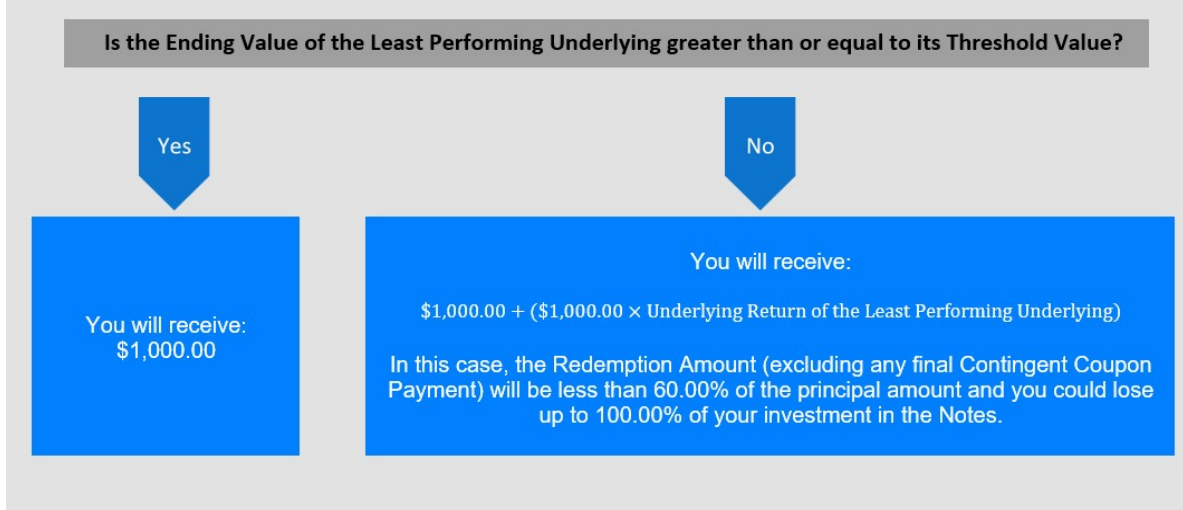 Is the Ending Value of the Least Performing Underlying greater than or equal to its Threshold Value?
Yes
No
You will receive:
$1,000.00
You will receive:
$1,000.00 + ($1,000.00 × Underlying Return of the Least Performing Underlying)
In this case, the Redemption Amount (excluding any final Contingent Coupon
Payment) will be less than 60.00% of the principal amount and you could lose
up to 100.00% of your investment in the Notes.